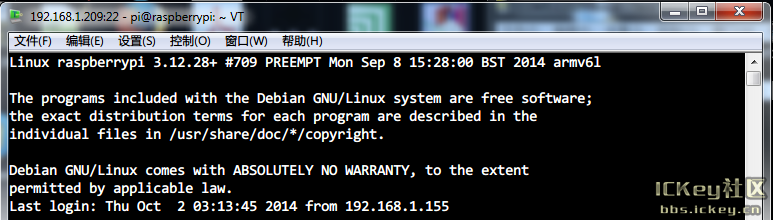 192.168.1.209:22 - pi@raspberrypi: ~ VT
文件(F) 编辑(E) 设置(S) 控制(O) 窗口(W) 帮助(H)
Linux raspberrypi 3.12.28+ #709 PREEMPT Mon Sep 8 15:28:00 BST 2014 armv6l
The programs included with the Debian GNU/Linux system are free software;
the exact distribution terms for each program are described in the
individual files in /usr/share/doc/*/copyright.
Debian GNU/Linux comes with ABSOLUTELY NO WARRANTY, to the extent
permitted by applicable law.
Last login: Thu Oct  2 03:13:45 2014 from 192.168.1.155
ICKey社区
bbs.ickey.cn